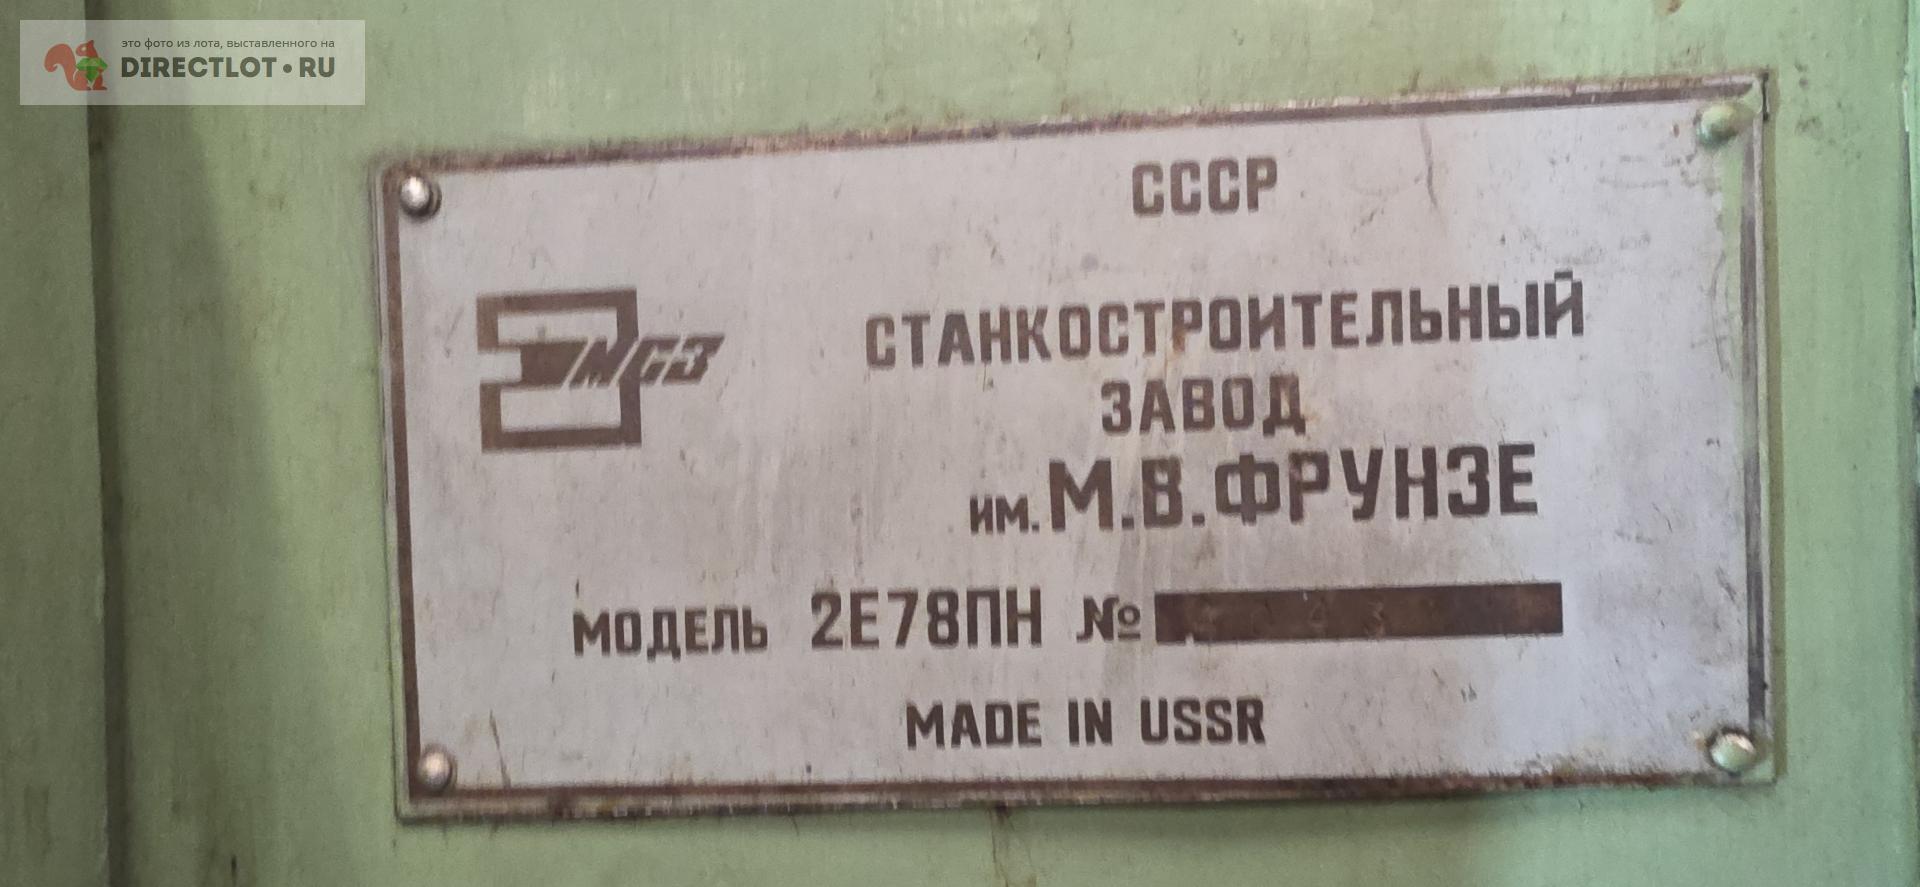 это фото из лота, выставленного на
DIRECTLOT•RU
СССР
МСЗ
СТАНКОСТРОИТЕЛЬНЫЙ
ЗАВОД
им. М.В.ФРУНЗЕ
МОДЕЛЬ 2Е78ПН №
MADE IN USSR